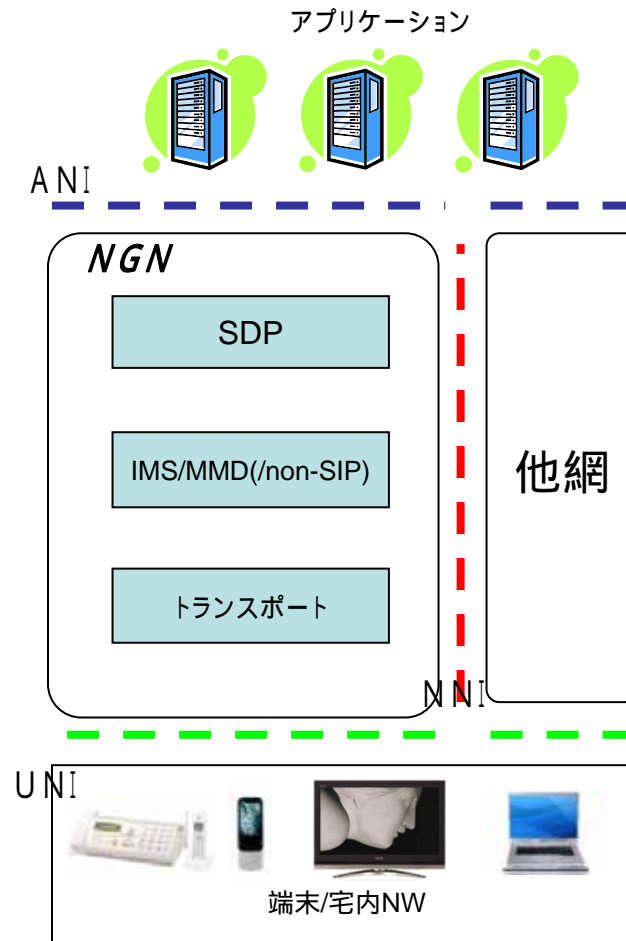 アプリケーション
ANI
NGN
SDP
IMS/MMD(/non-SIP)
他網
トランスポート
NNI
UNI
端末/宅内NW